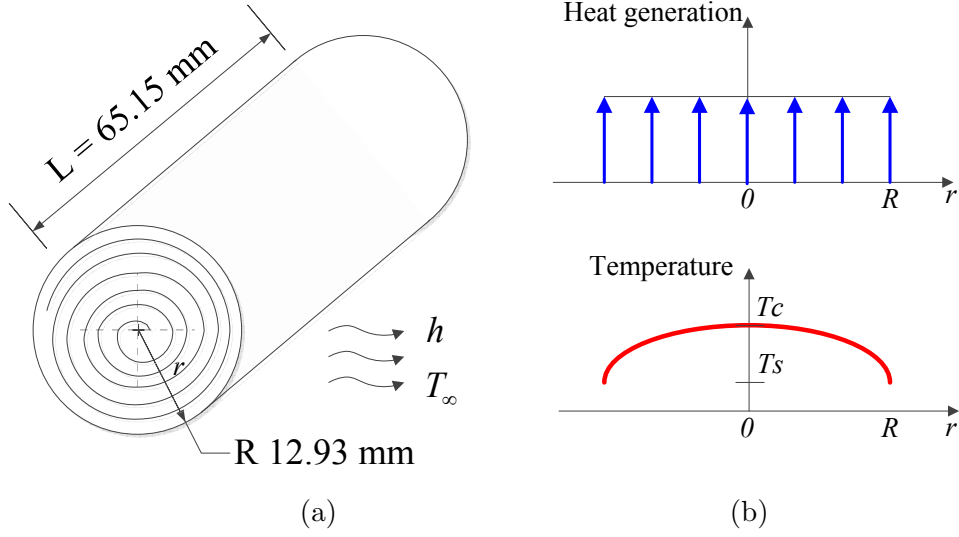 L = 65.15 mm
r
h
T∞
R 12.93 mm
(a)
Heat generation
0
R
r
Temperature
Tc
Ts
0
R
r
(b)